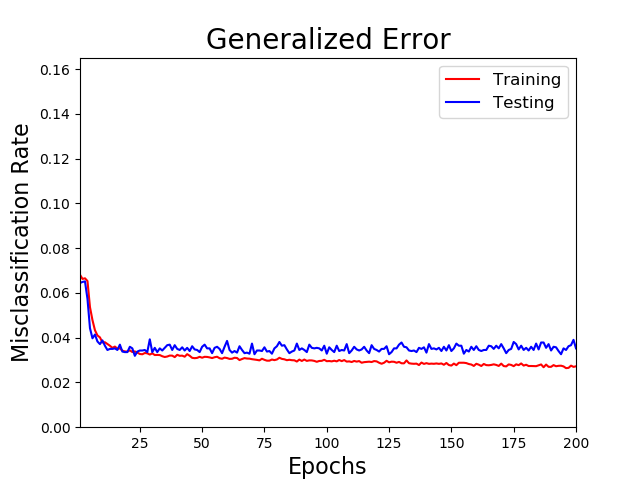 Generalized Error
Training
Testing
Misclassification Rate
0.16
0.14
0.12
0.10
0.08
0.06
0.04
0.02
0.00
25 50 75 100 125 150 175 200
Epochs